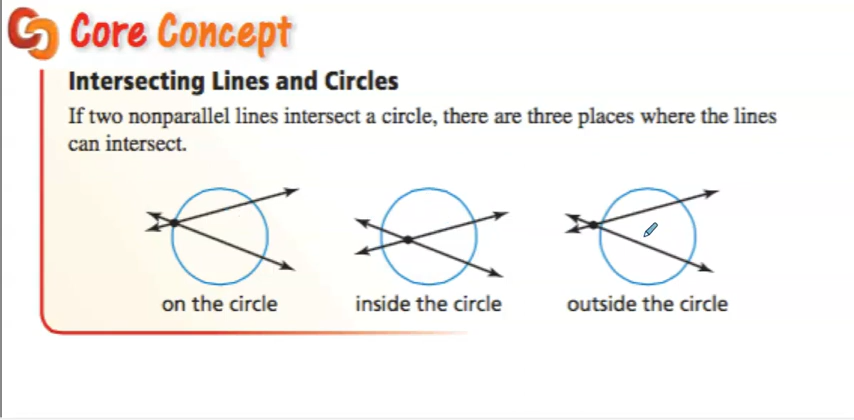 Core Concept
Intersecting Lines and Circles
If two nonparallel lines intersect a circle, there are three places where the lines
can intersect.
on the circle
inside the circle
outside the circle